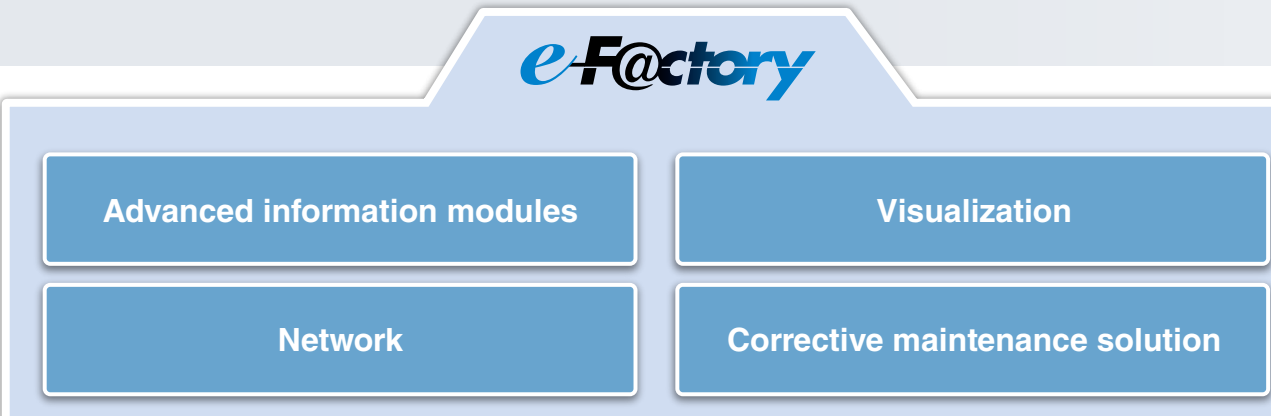 e-F@ctory
Advanced information modules
Visualization
Network
Corrective maintenance solution